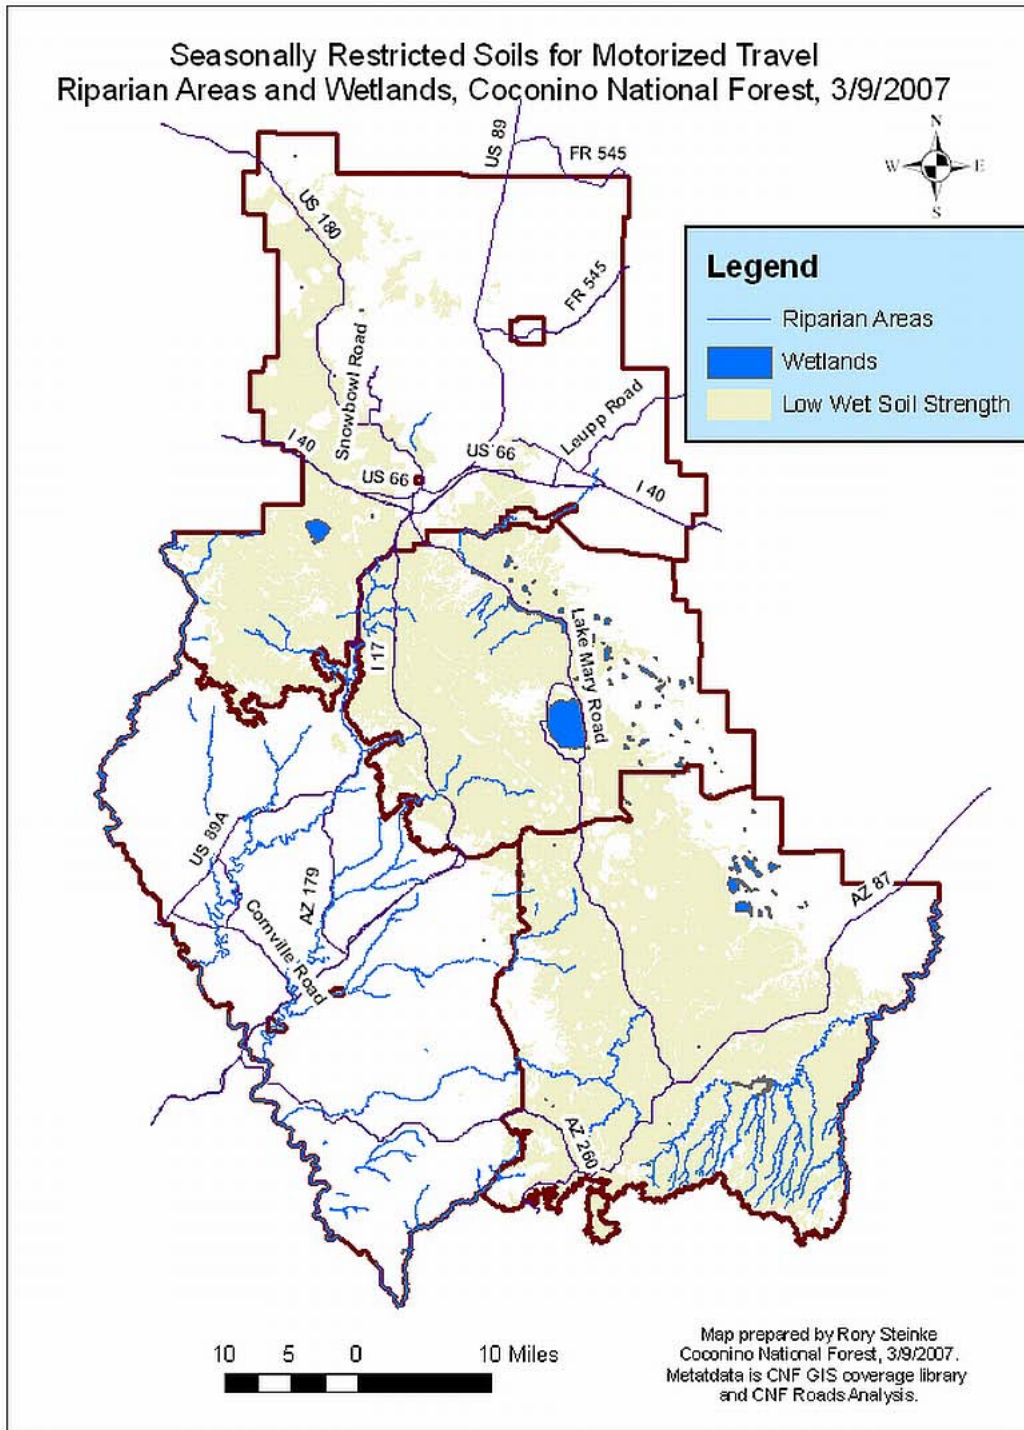 Seasonally Restricted Soils for Motorized Travel
Riparian Areas and Wetlands, Coconino National Forest, 3/9/2007
N
W
E
S
US 89
FR 545
US 180
FR 545
Legend
Riparian Areas
Wetlands
Low Wet Soil Strength
Snowbowl Road
Leupp Road
I 40
US 66
US 66
I 40
I 17
Lake Mary Road
US 89A
AZ 179
Cornville Road
AZ 87
AZ 260
10 5 0 10 Miles
Map prepared by Rory Steinke
Coconino National Forest, 3/9/2007.
Metatdata is CNF GIS coverage library
and CNF Roads Analysis.